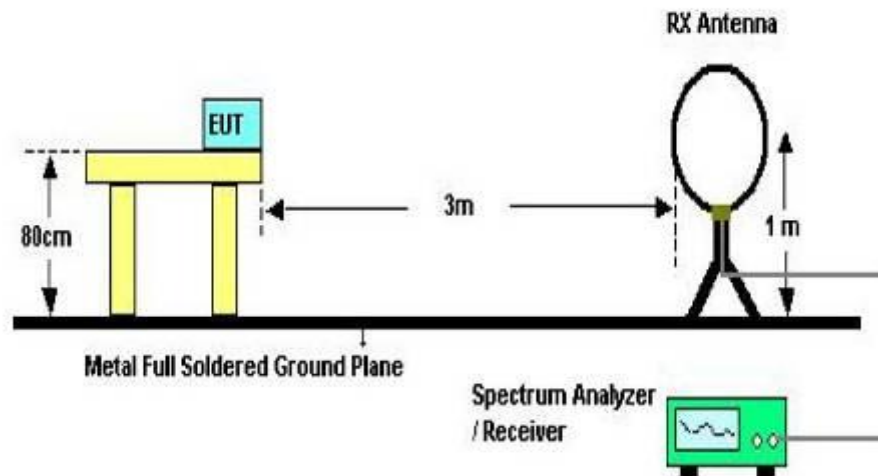 RX Antenna
EUT
3m
80cm
1 m
Metal Full Soldered Ground Plane
Spectrum Analyzer
/ Receiver